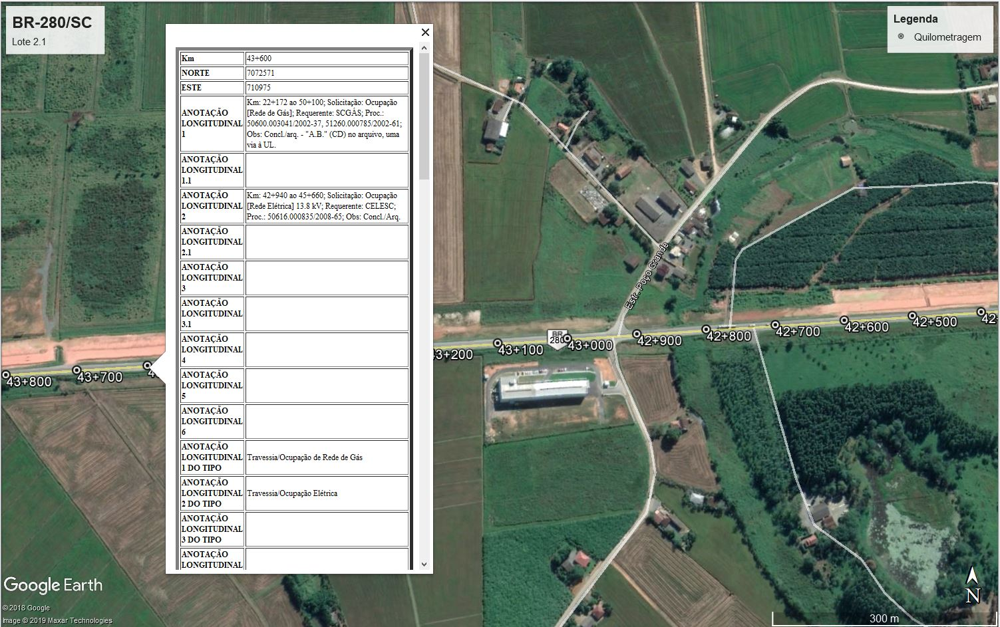 BR-280/SC
Lote 2.1
Legenda
Quilometragem
Km
43+600
NORTE
7072571
ESTE
710975
ANOTAÇÃO
LONGITUDINAL
1
Km: 22+172 ao 50+100; Solicitação: Ocupação
[Rede de Gás]; Requerente: SCGÁS; Proc.:
50600.003041/2002-37, 51260.000785/2002-61;
Obs: Concl./arq. - "A.B." (CD) no arquivo, uma
via à UL.
ANOTAÇÃO
LONGITUDINAL
1.1
ANOTAÇÃO
LONGITUDINAL
2
Km: 42+940 ao 45+660; Solicitação: Ocupação
[Rede Elétrica] 13.8 kV; Requerente: CELESC;
Proc.: 50616.000835/2008-65; Obs: Concl./Arq.
ANOTAÇÃO
LONGITUDINAL
2.1
ANOTAÇÃO
LONGITUDINAL
3
ANOTAÇÃO
LONGITUDINAL
3.1
ANOTAÇÃO
LONGITUDINAL
4
ANOTAÇÃO
LONGITUDINAL
5
ANOTAÇÃO
LONGITUDINAL
6
ANOTAÇÃO
LONGITUDINAL
1 DO TIPO
Travessia/Ocupação de Rede de Gás
ANOTAÇÃO
LONGITUDINAL
2 DO TIPO
Travessia/Ocupação Elétrica
ANOTAÇÃO
LONGITUDINAL
3 DO TIPO
ANOTAÇÃO
LONGITUDINAL
Estr. Poço Grande
43+800
43+700
4
43+200
43+100
BR
280
43+000
42+900
42+800
42+700
42+600
42+500
42
Google Earth
© 2018 Google
Image © 2019 Maxar Technologies
N
300 m